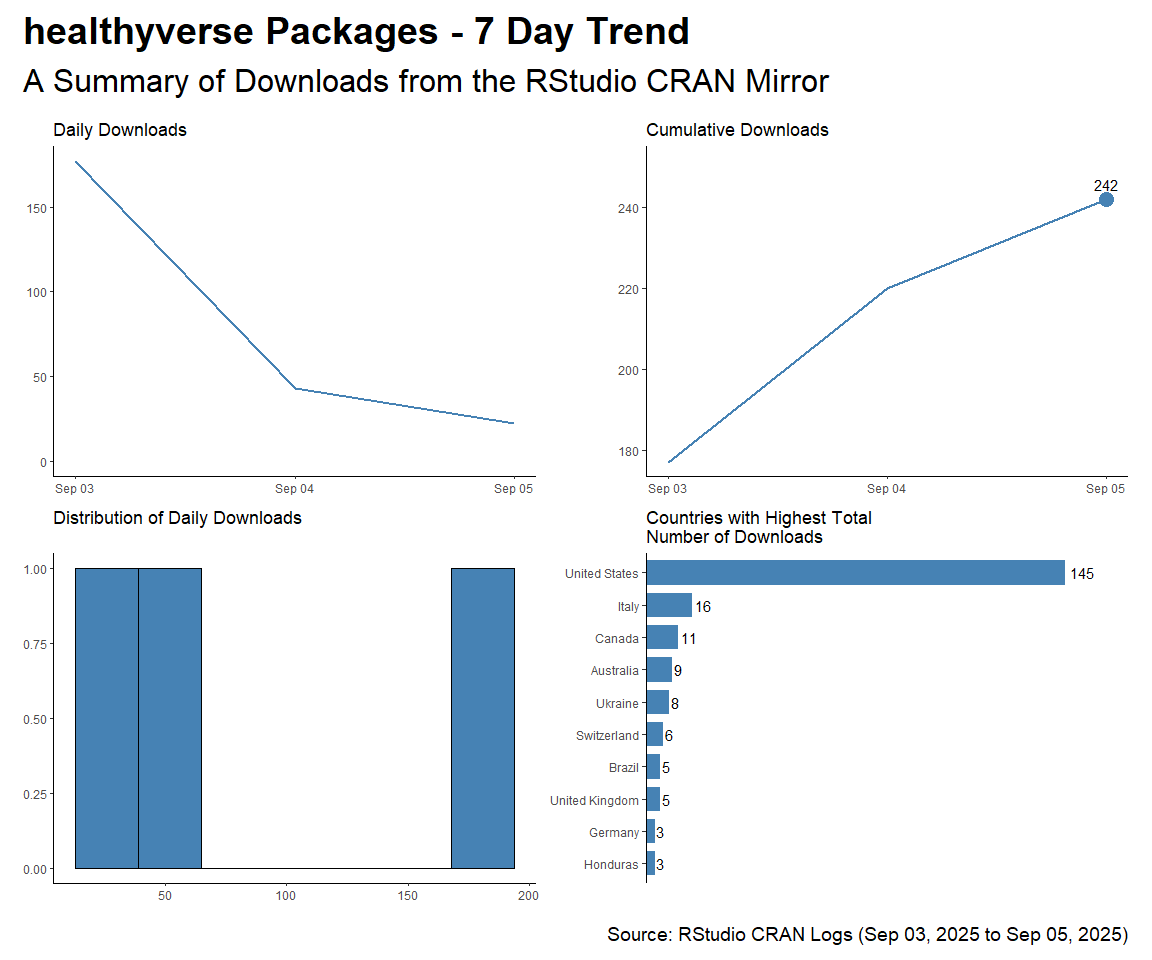 healthyverse Packages - 7 Day Trend
A Summary of Downloads from the RStudio CRAN Mirror
Daily Downloads
150
100
50
0
Sep 03 Sep 04 Sep 05
Cumulative Downloads
242
240
220
200
180
Sep 03 Sep 04 Sep 05
Distribution of Daily Downloads
1.00
0.75
0.50
0.25
0.00
50 100 150 200
Countries with Highest Total
Number of Downloads
United States 145
Italy 16
Canada 11
Australia 9
Ukraine 8
Switzerland 6
Brazil 5
United Kingdom 5
Germany 3
Honduras 3
Source: RStudio CRAN Logs (Sep 03, 2025 to Sep 05, 2025)